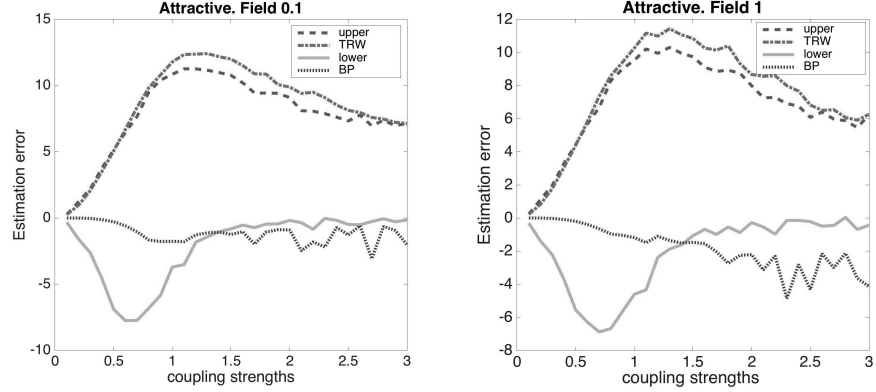 Attractive. Field 0.1
15
10
5
0
-5
-10
Estimation error
upper
TRW
lower
BP
0 0.5 1 1.5 2 2.5 3
coupling strengths
Attractive. Field 1
12
10
8
6
4
2
0
-2
-4
-6
-8
Estimation error
upper
TRW
lower
BP
0 0.5 1 1.5 2 2.5 3
coupling strengths